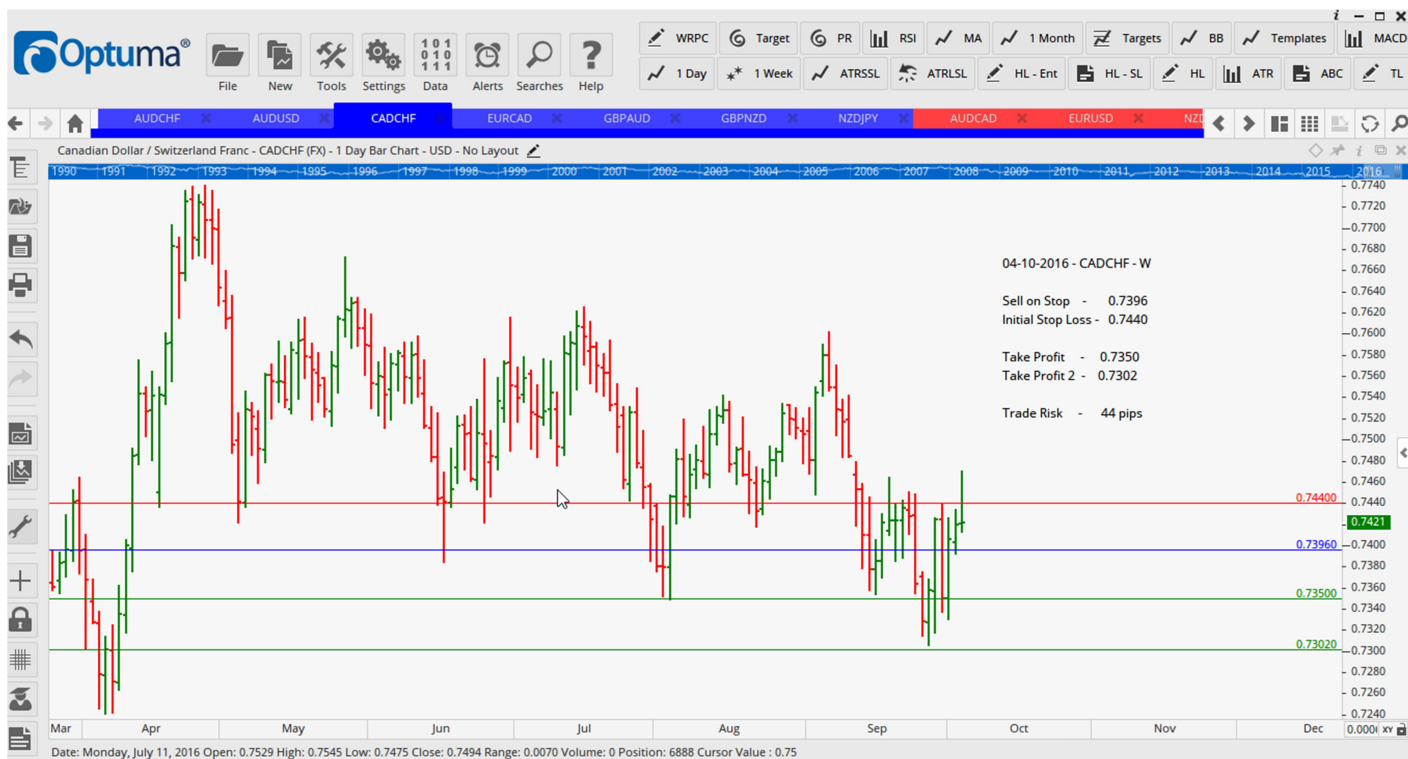 Optuma®
File
New
Tools
Settings
101
010
111
Data
Alerts
Searches
Help
WRPC
Target
PR
RSI
MA
1 Month
Targets
BB
Templates
MACD
1 Day
1 Week
ATRSSL
ATRLSL
HL - Ent
HL - SL
HL
ATR
ABC
TL
AUDCHF
AUDUSD
CADCHF
EURCAD
GBPAUD
GBPNZD
NZDJPY
AUDCAD
EURUSD
Canadian Dollar / Switzerland Franc - CADCHF (FX) - 1 Day Bar Chart - USD - No Layout
1990 1991 1992 1993 1994 1995 1996 1997 1998 1999 2000 2001 2002 2003 2004 2005 2006 2007 2008 2009 2010 2011 2012 2013 2014 2015 2016
04-10-2016 - CADCHF - W
Sell on Stop - 0.7396
Initial Stop Loss - 0.7440
Take Profit - 0.7350
Take Profit 2 - 0.7302
Trade Risk - 44 pips
0.7740
0.7720
0.7700
0.7680
0.7660
0.7640
0.7620
0.7600
0.7580
0.7560
0.7540
0.7520
0.7500
0.7480
0.7460
0.74400
0.7440
0.7421
0.73960
0.7400
0.7380
0.7360
0.73500
0.7340
0.7320
0.73020
0.7300
0.7280
0.7260
0.7240
Mar Apr May Jun Jul Aug Sep Oct Nov Dec
XY
Date: Monday, July 11, 2016 Open: 0.7529 High: 0.7545 Low: 0.7475 Close: 0.7494 Range: 0.0070 Volume: 0 Position: 6888 Cursor Value : 0.75